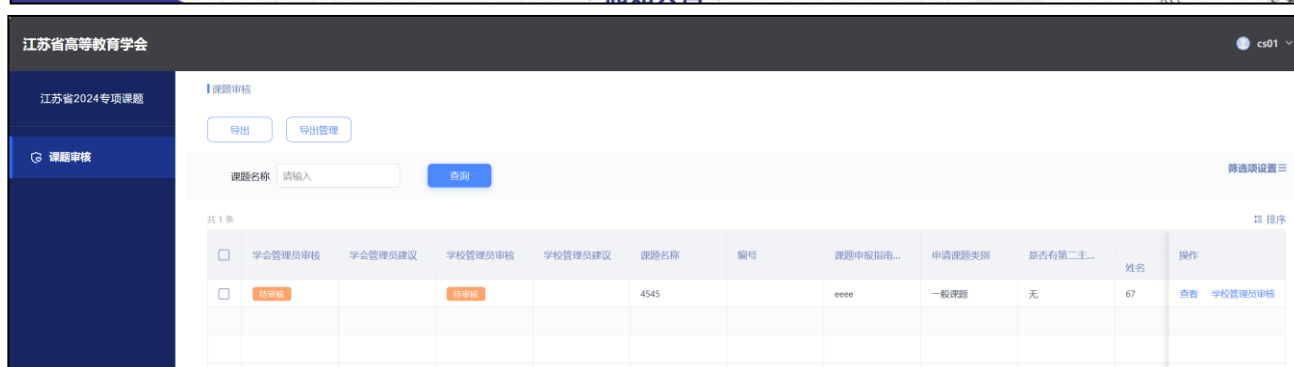 江苏省高等教育学会
cs01
江苏省2024专项课题
课题审核
课题审核
导出
导出管理
课题名称
请输入
查询
筛选项设置
共 1 条
排序
学会管理员审核
学会管理员建议
学校管理员审核
学校管理员建议
课题名称
编号
课题申报指南...
申请课题类别
是否有第二主...
姓名
操作
待审核
待审核
4545
eeee
一般课题
无
67
查看
学校管理员审核